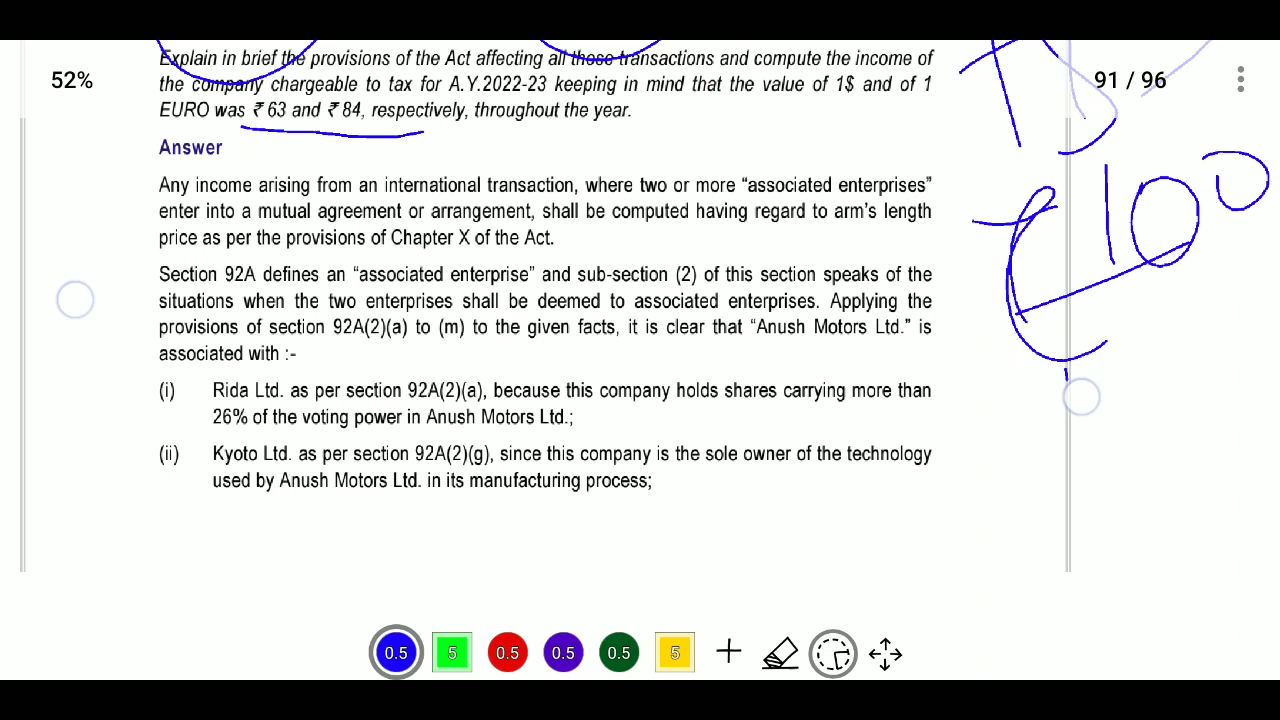 Explain in brief the provisions of the Act affecting all these transactions and compute the income of
52%
the company chargeable to tax for A.Y.2022-23 keeping in mind that the value of 1$ and of 1
91 / 96
EURO was ₹ 63 and ₹ 84, respectively, throughout the year.
Answer
Any income arising from an international transaction, where two or more “associated enterprises”
enter into a mutual agreement or arrangement, shall be computed having regard to arm’s length
price as per the provisions of Chapter X of the Act.
100
Section 92A defines an “associated enterprise” and sub-section (2) of this section speaks of the
situations when the two enterprises shall be deemed to associated enterprises. Applying the
provisions of section 92A(2)(a) to (m) to the given facts, it is clear that “Anush Motors Ltd.” is
associated with :-
(i) Rida Ltd. as per section 92A(2)(a), because this company holds shares carrying more than
26% of the voting power in Anush Motors Ltd.;
(ii) Kyoto Ltd. as per section 92A(2)(g), since this company is the sole owner of the technology
used by Anush Motors Ltd. in its manufacturing process;
0.5 5 0.5 0.5 0.5 5